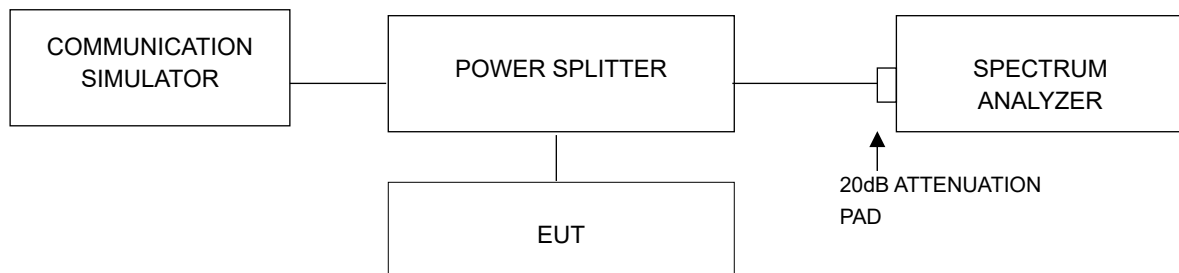 COMMUNICATION
SIMULATOR
POWER SPLITTER
SPECTRUM
ANALYZER
20dB ATTENUATION
PAD
EUT